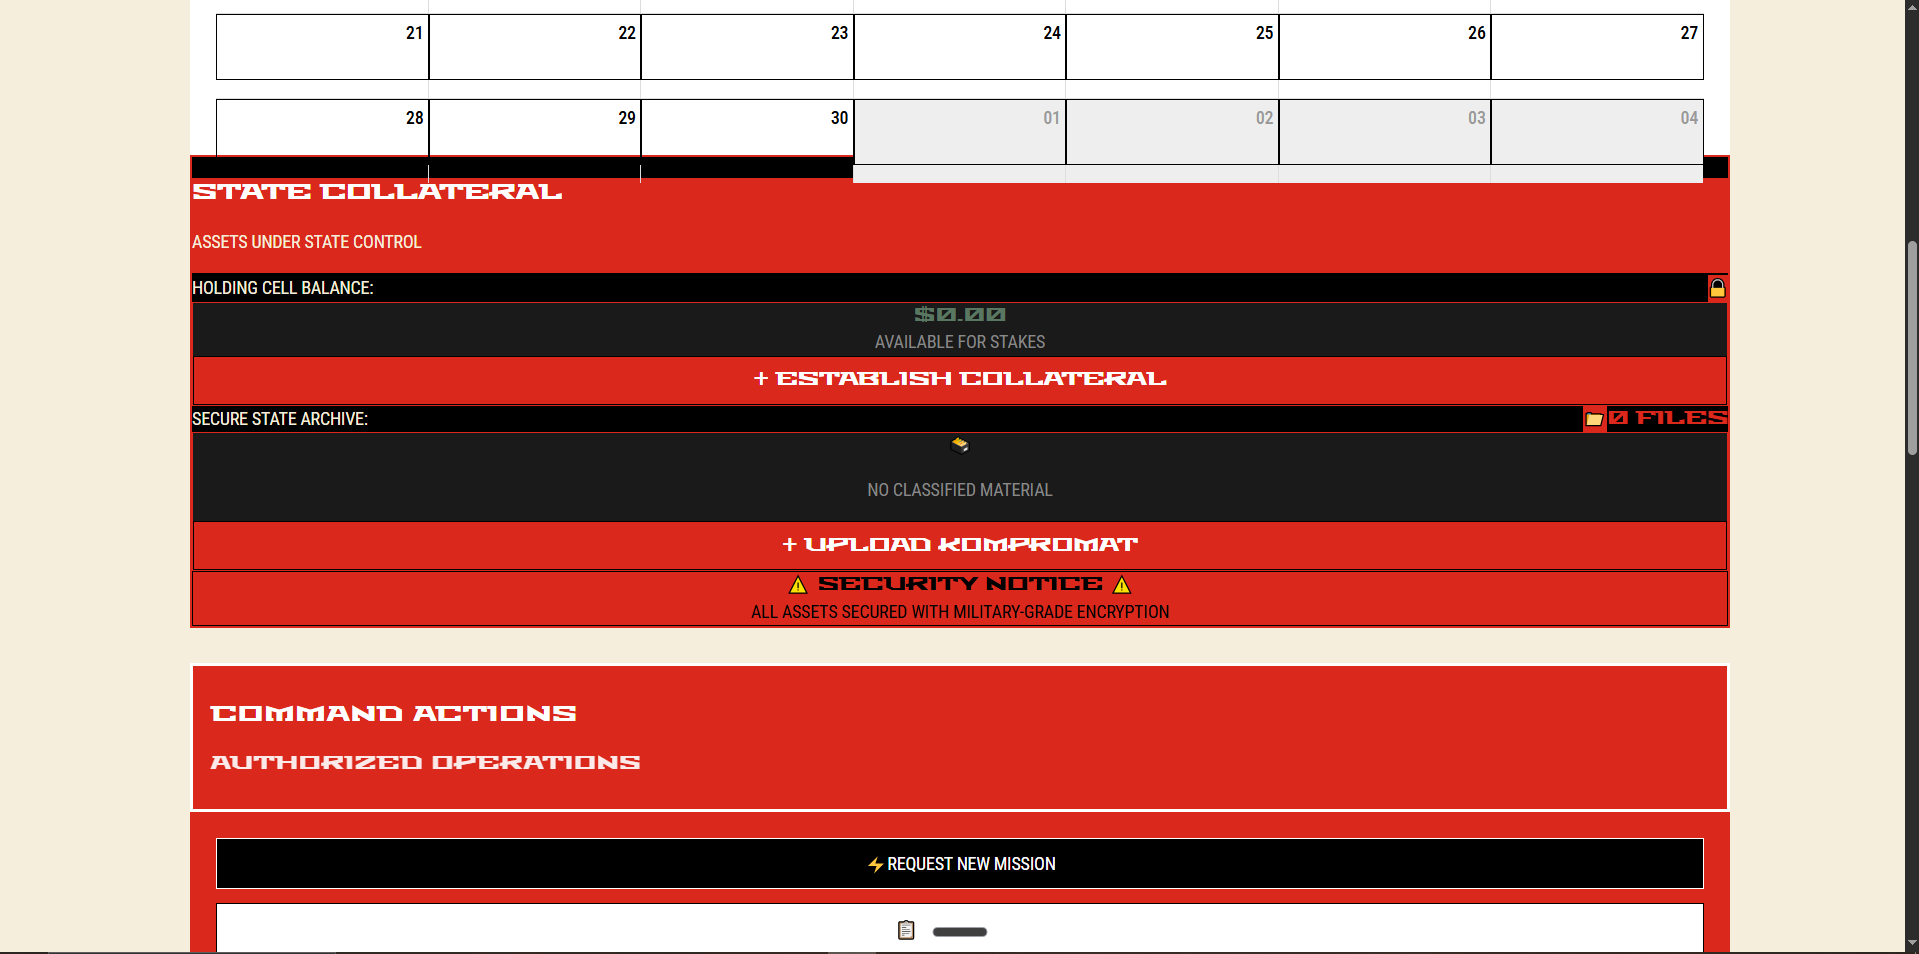 21 22 23 24 25 26 27
28 29 30 01 02 03 04
STATE COLLATERAL
ASSETS UNDER STATE CONTROL
HOLDING CELL BALANCE:
$0.00
AVAILABLE FOR STAKES
+ ESTABLISH COLLATERAL
SECURE STATE ARCHIVE: 0 FILES
NO CLASSIFIED MATERIAL
+ UPLOAD KOMPROMAT
SECURITY NOTICE
ALL ASSETS SECURED WITH MILITARY-GRADE ENCRYPTION
COMMAND ACTIONS
AUTHORIZED OPERATIONS
REQUEST NEW MISSION